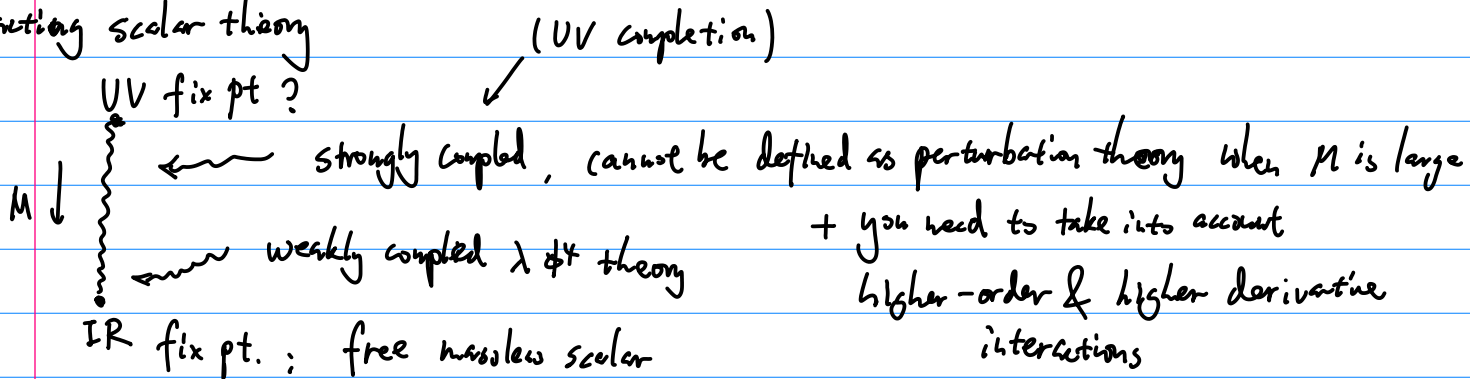 acting scalar theory
(UV completion)
UV fix pt ?
strongly coupled, cannot be defined as perturbation theory when μ is large
μ ↓
+ you need to take into account
weakly coupled λ ϕ⁴ theory
higher-order & higher derivative
interactions
IR fix pt. ; free massless scalar